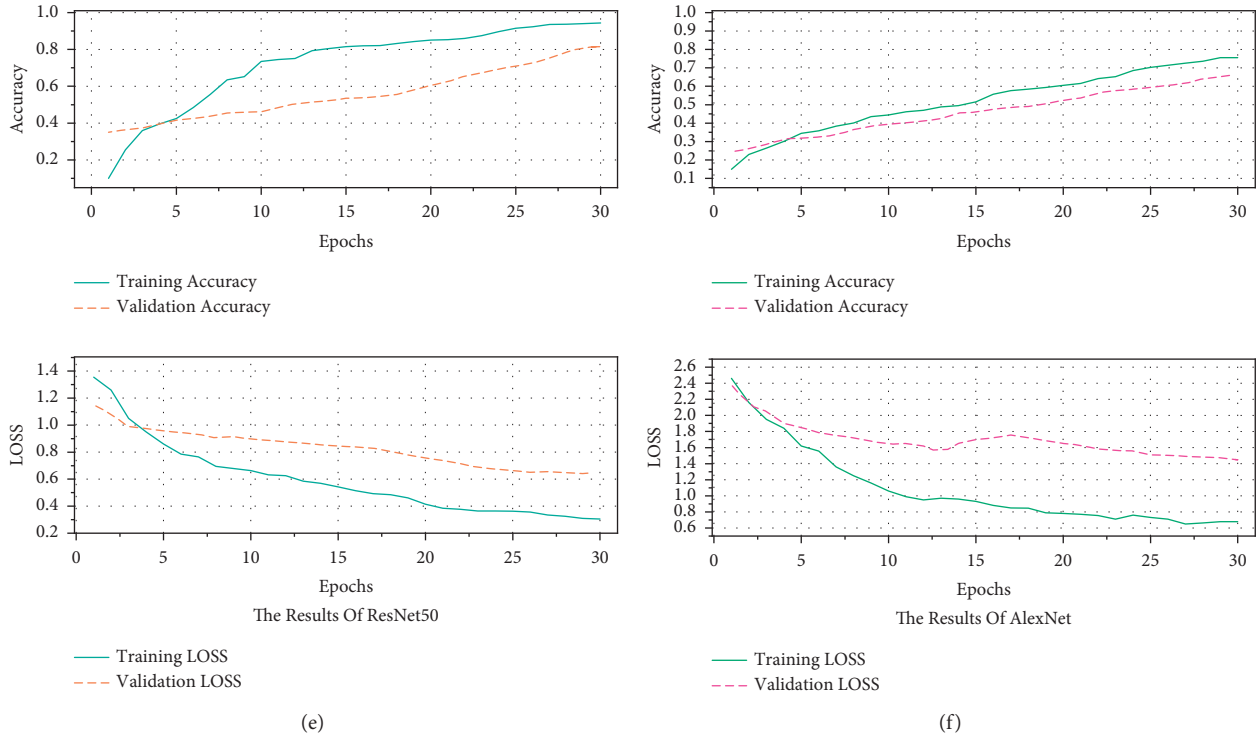 1.0
0.8
0.6
0.4
0.2
Accuracy
0 5 10 15 20 25 30
Epochs
Training Accuracy
Validation Accuracy
1.4
1.2
1.0
0.8
0.6
0.4
0.2
LOSS
0 5 10 15 20 25 30
Epochs
The Results Of ResNet50
Training LOSS
Validation LOSS
(e)
1.0
0.9
0.8
0.7
0.6
0.5
0.4
0.3
0.2
0.1
Accuracy
0 5 10 15 20 25 30
Epochs
Training Accuracy
Validation Accuracy
2.6
2.4
2.2
2.0
1.8
1.6
1.4
1.2
1.0
0.8
0.6
LOSS
0 5 10 15 20 25 30
Epochs
The Results Of AlexNet
Training LOSS
Validation LOSS
(f)